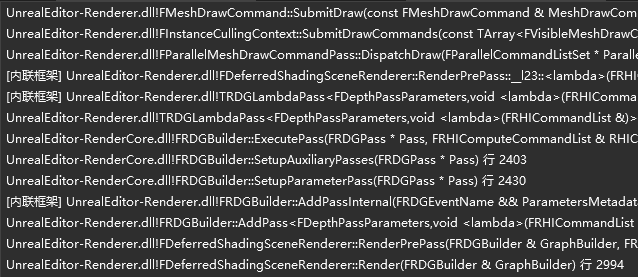 UnrealEditor-Renderer.dll!FMeshDrawCommand::SubmitDraw(const FMeshDrawCommand & MeshDrawCom
UnrealEditor-Renderer.dll!FInstanceCullingContext::SubmitDrawCommands(const TArray<FVisibleMeshDrawC
UnrealEditor-Renderer.dll!FParallelMeshDrawCommandPass::DispatchDraw(FParallelCommandListSet * Paralle
[内联框架] UnrealEditor-Renderer.dll!FDeferredShadingSceneRenderer::RenderPrePass::__l23::<lambda>(FRHI
[内联框架] UnrealEditor-Renderer.dll!TRDGLambdaPass<FDepthPassParameters,void <lambda>(FRHIComma
UnrealEditor-Renderer.dll!TRDGLambdaPass<FDepthPassParameters,void <lambda>(FRHICommandList &)>
UnrealEditor-RenderCore.dll!FRDGBuilder::ExecutePass(FRDGPass * Pass, FRHIComputeCommandList & RHIC
UnrealEditor-RenderCore.dll!FRDGBuilder::SetupAuxiliaryPasses(FRDGPass * Pass) 行 2403
UnrealEditor-RenderCore.dll!FRDGBuilder::SetupParameterPass(FRDGPass * Pass) 行 2430
[内联框架] UnrealEditor-Renderer.dll!FRDGBuilder::AddPassInternal(FRDGEventName && ParametersMetadat
UnrealEditor-Renderer.dll!FRDGBuilder::AddPass<FDepthPassParameters,void <lambda>(FRHICommandList
UnrealEditor-Renderer.dll!FDeferredShadingSceneRenderer::RenderPrePass(FRDGBuilder & GraphBuilder, FR
UnrealEditor-Renderer.dll!FDeferredShadingSceneRenderer::Render(FRDGBuilder & GraphBuilder) 行 2994